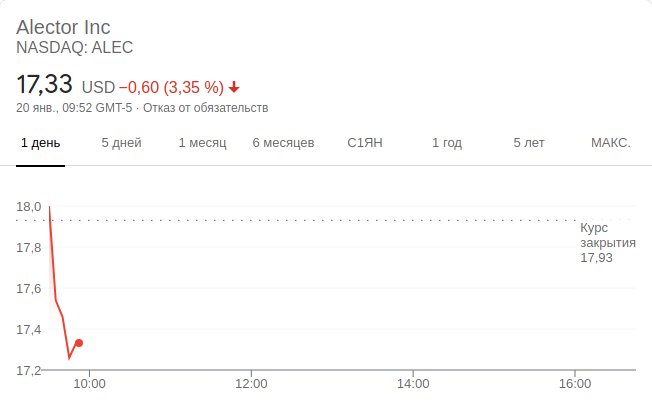 Alector Inc
NASDAQ: ALEC
17,33 USD −0,60 (3,35 %)
20 янв., 09:52 GMT-5 · Отказ от обязательств
1 день 5 дней 1 месяц 6 месяцев С1ЯН 1 год 5 лет МАКС.
18,0
Курс
закрытия
17,93
17,8
17,6
17,4
17,2
10:00 12:00 14:00 16:00